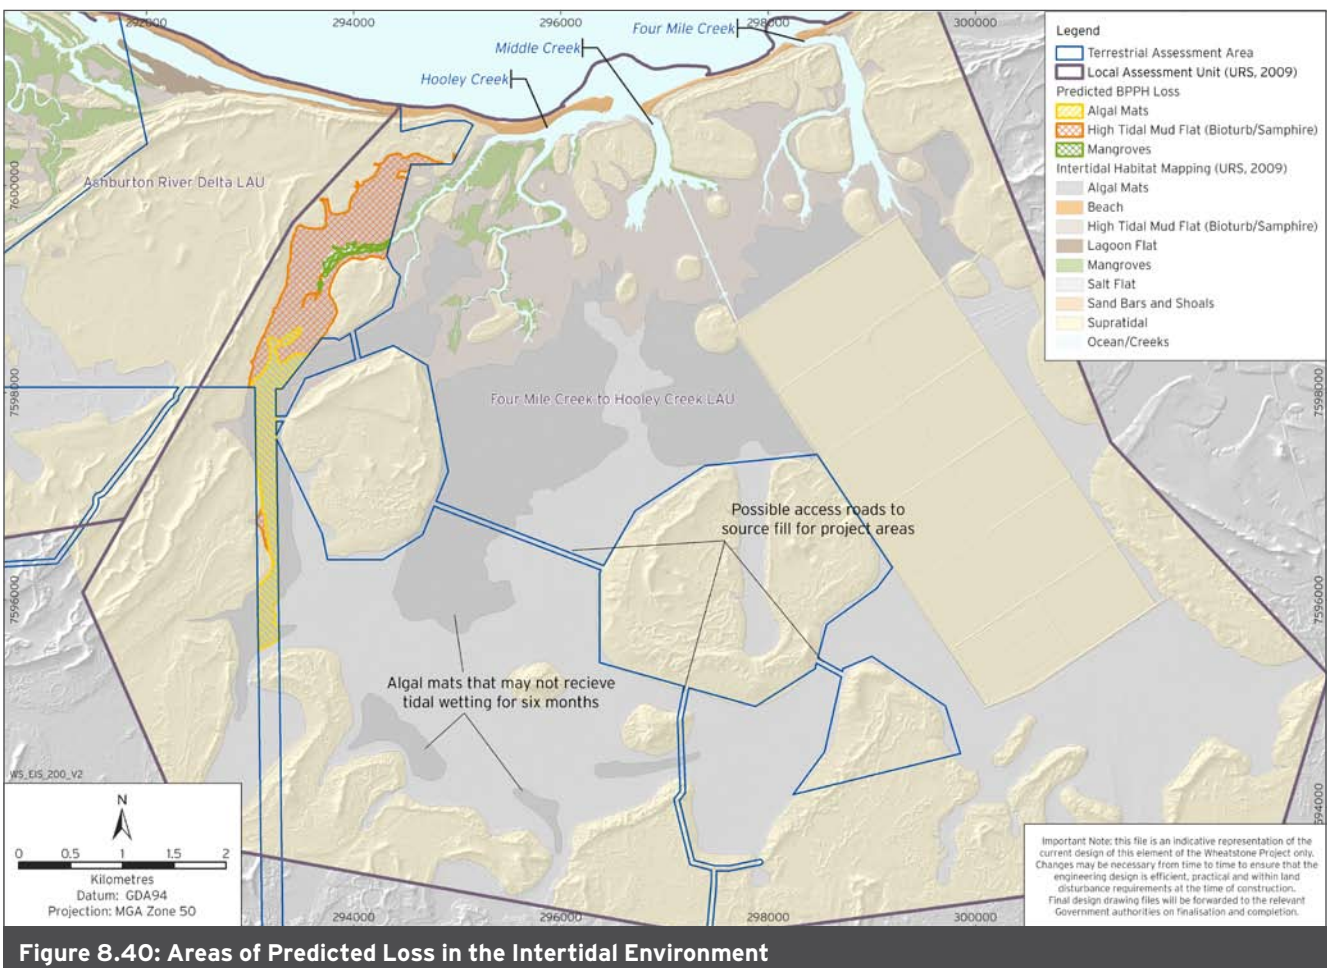 292000
294000
296000
298000
300000
Four Mile Creek
Middle Creek
Hooley Creek
Legend
Terrestrial Assessment Area
Local Assessment Unit (URS, 2009)
Predicted BPPH Loss
Algal Mats
High Tidal Mud Flat (Bioturb/Samphire)
Mangroves
Intertidal Habitat Mapping (URS, 2009)
Algal Mats
Beach
High Tidal Mud Flat (Bioturb/Samphire)
Lagoon Flat
Mangroves
Salt Flat
Sand Bars and Shoals
Supratidal
Ocean/Creeks
7600000
Ashburton River Delta LAU
7598000
7598000
Four Mile Creek to Hooley Creek LAU
Possible access roads to
source fill for project areas
7596000
7596000
Algal mats that may not recieve
tidal wetting for six months
WS_EIS_200_V2
N
0 0.5 1 1.5 2
Kilometres
Datum: GDA94
Projection: MGA Zone 50
594000
294000
296000
298000
300000
Important Note: this file is an indicative representation of the
current design of this element of the Wheatstone Project only.
Changes may be necessary from time to time to ensure that the
engineering design is efficient, practical and within land
disturbance requirements at the time of construction.
Final design drawing files will be forwarded to the relevant
Government authorities on finalisation and completion.
Figure 8.40: Areas of Predicted Loss in the Intertidal Environment